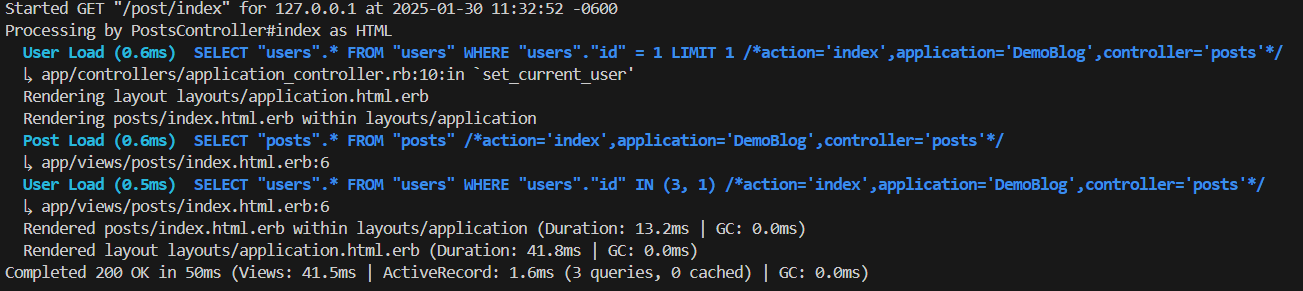 Started GET "/post/index" for 127.0.0.1 at 2025-01-30 11:32:52 -0600
Processing by PostsController#index as HTML
  User Load (0.6ms)  SELECT "users".* FROM "users" WHERE "users"."id" = 1 LIMIT 1 /*action='index',application='DemoBlog',controller='posts'*/
  ↳ app/controllers/application_controller.rb:10:in `set_current_user'
  Rendering layout layouts/application.html.erb
  Rendering posts/index.html.erb within layouts/application
  Post Load (0.6ms)  SELECT "posts".* FROM "posts" /*action='index',application='DemoBlog',controller='posts'*/
  ↳ app/views/posts/index.html.erb:6
  User Load (0.5ms)  SELECT "users".* FROM "users" WHERE "users"."id" IN (3, 1) /*action='index',application='DemoBlog',controller='posts'*/
  ↳ app/views/posts/index.html.erb:6
  Rendered posts/index.html.erb within layouts/application (Duration: 13.2ms | GC: 0.0ms)
  Rendered layout layouts/application.html.erb (Duration: 41.8ms | GC: 0.0ms)
Completed 200 OK in 50ms (Views: 41.5ms | ActiveRecord: 1.6ms (3 queries, 0 cached) | GC: 0.0ms)